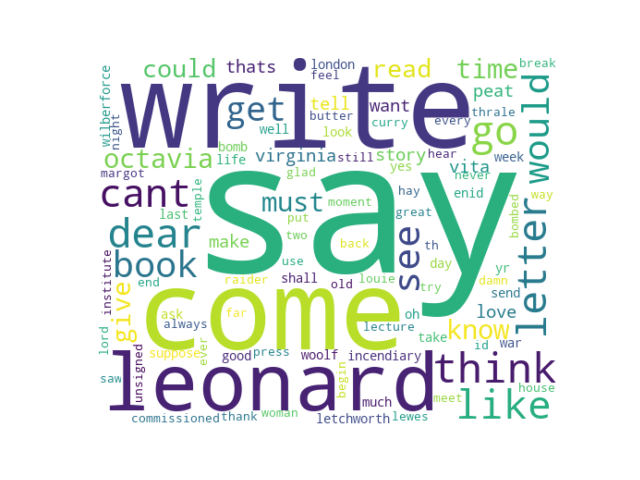 write
say
come
leonard
think
like
know
letter
would
go
time
read
could
thats
london
feel
break
wilberforce
night
get
tell
want
butter
curry
every
thrale
peat
octavia
bomb
well
look
life
virginia
still
story
yes
hear
week
vita
never
way
margot
glad
cant
must
moment
hay
enid
great
bombed
last
temple
put
two
back
th
dear
make
see
day
yr
book
use
shall
old
louie
try
send
institute
end
raider
give
ask
far
oh
love
always
lecture
take
id
war
lord
suppose
ever
good
press
woolf
incendiary
house
saw
unsigned
begin
much
meet
commissioned
thank
woman
letchworth
lewes
damn